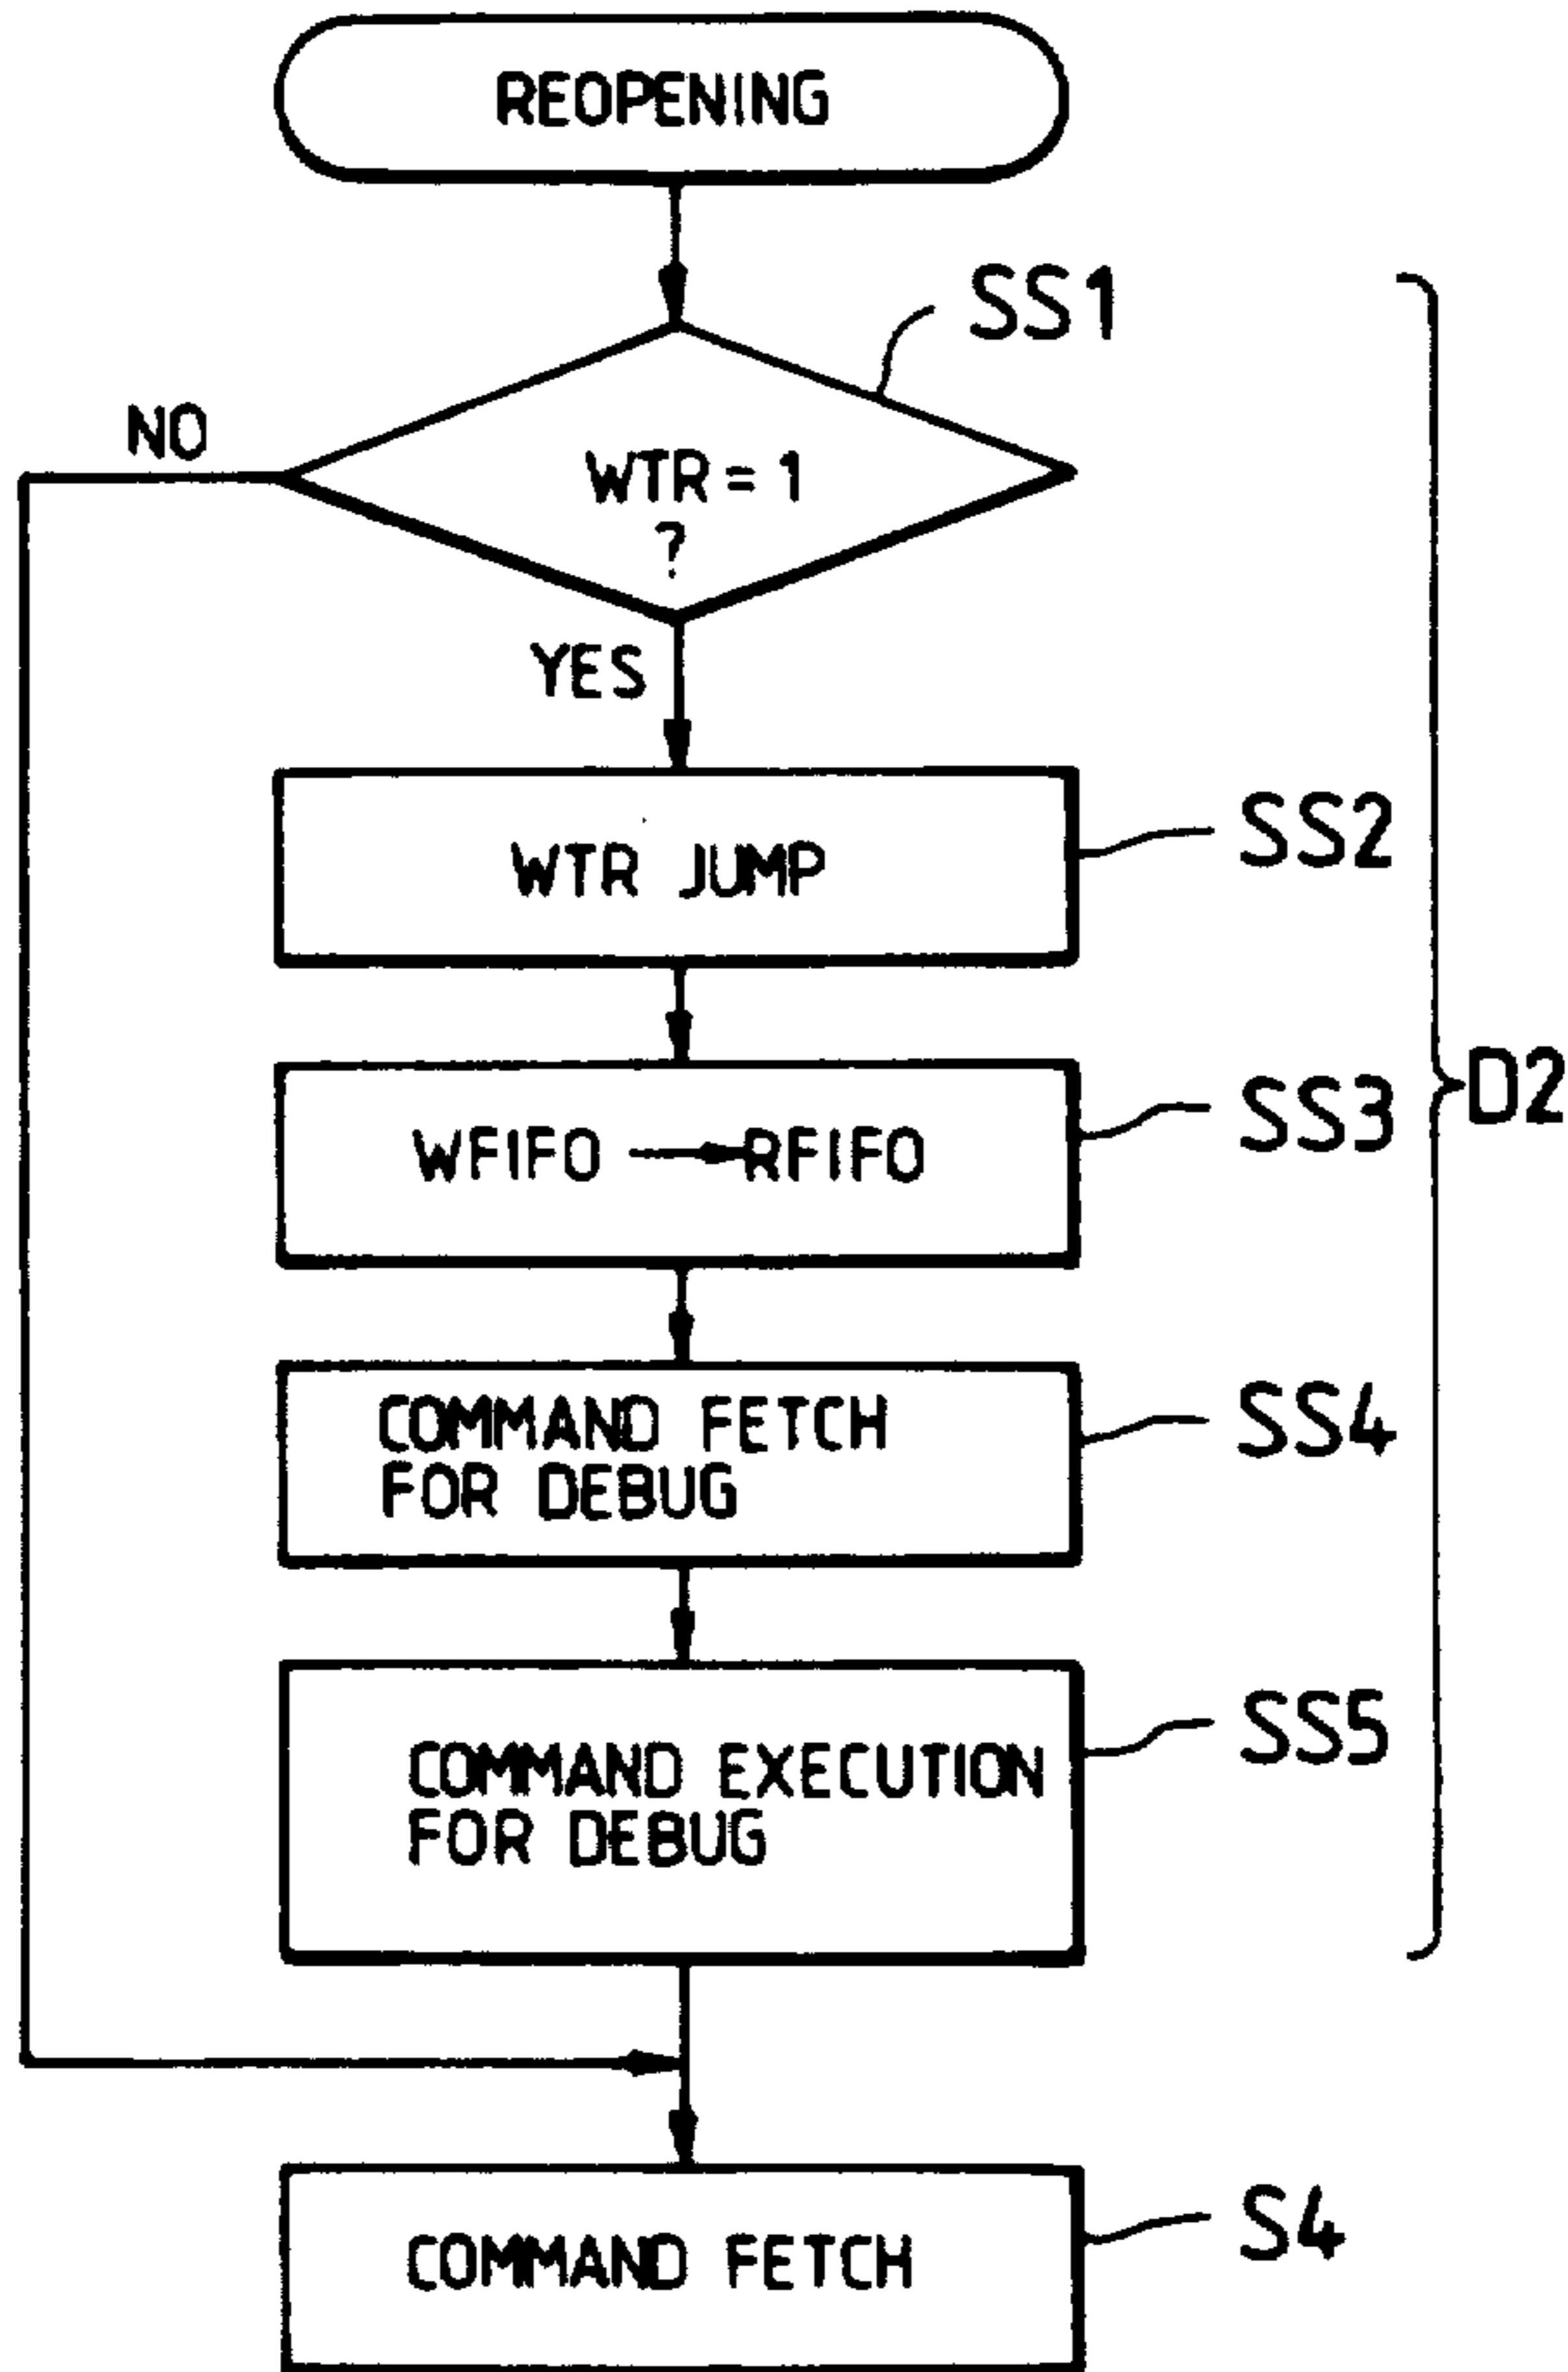 REOPENING
SS1
NO
WTR = 1
?
YES
WTR JUMP
SS2
WFIFO → RFIFO
SS3
D2
COMMAND FETCH
FOR DEBUG
SS4
COMMAND EXECUTION
FOR DEBUG
SS5
COMMAND FETCH
S4